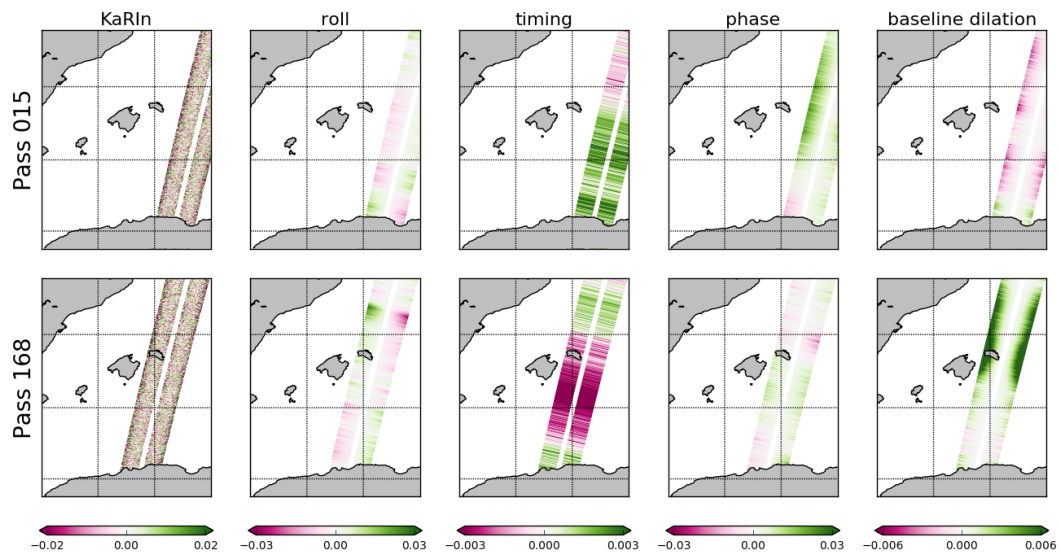 KaRIn roll timing phase baseline dilation
Pass 015
Pass 168
−0.02 0.00 0.02 −0.03 0.00 0.03 −0.003 0.000 0.003 −0.03 0.00 0.03 −0.006 0.000 0.006